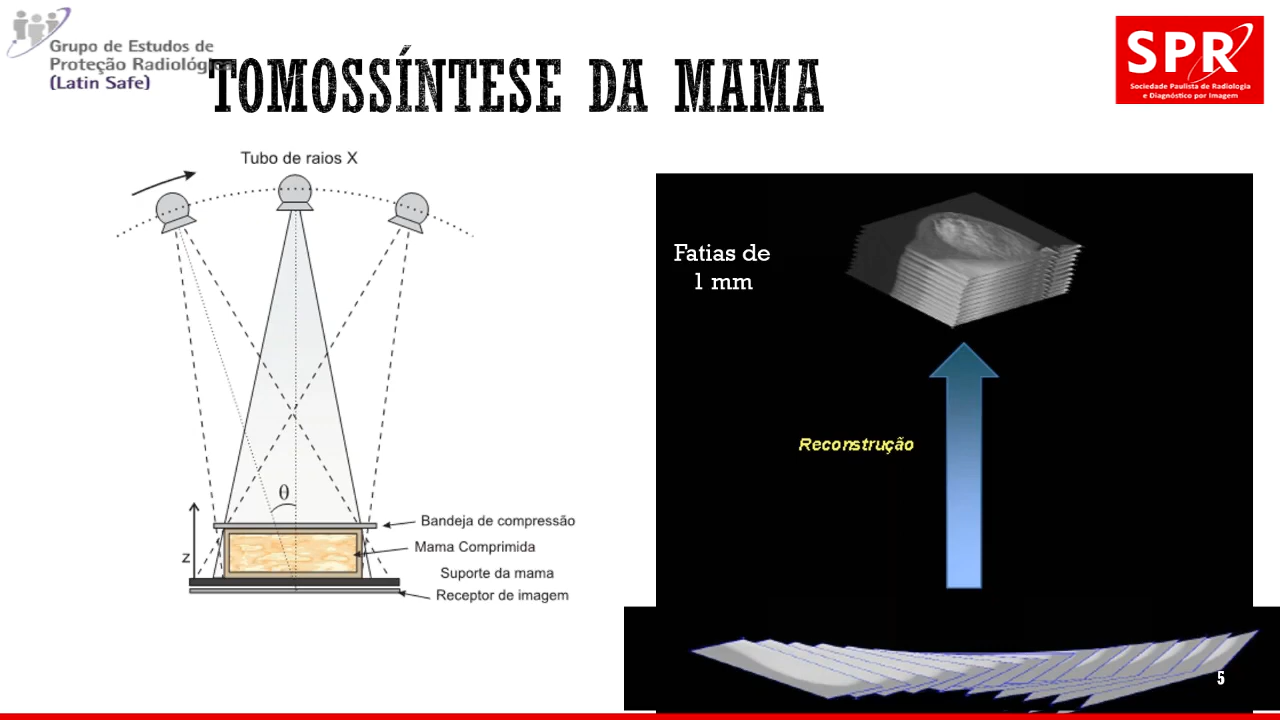 Grupo de Estudos de
Proteção Radiológica
(Latin Safe)
TOMOSSÍNTESE DA MAMA
SPR
Sociedade Paulista de Radiologia
e Diagnóstico por Imagem
Tubo de raios X
θ
z
Bandeja de compressão
Mama Comprimida
Suporte da mama
Receptor de imagem
Fatias de
1 mm
Reconstrução
5